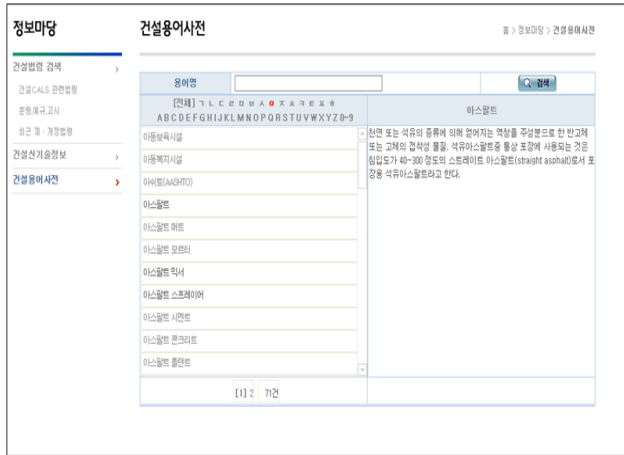 정보마당
건설용어사전
홈 > 정보마당 > 건설용어사전
건설법령 검색
건설CALS 관련법령
훈령,예규,고시
최근 제·개정법령
건설신기술정보
건설용어사전
용어명
검색
[전체] ㄱ ㄴ ㄷ ㄹ ㅁ ㅂ ㅅ ㅇ ㅈ ㅊ ㅋ ㅌ ㅍ ㅎ
A B C D E F G H I J K L M N O P Q R S T U V W X Y Z 0~9
아스팔트
아동보육시설
아동복지시설
아쉬토(AASHTO)
아스팔트
아스팔트 매트
아스팔트 모르터
아스팔트 믹서
아스팔트 스프레이어
아스팔트 시멘트
아스팔트 콘크리트
아스팔트 플랜트
천연 또는 석유의 증류에 의해 얻어지는 역청을 주성분으로 한 반고체
또는 고체의 접착성 물질. 석유아스팔트중 통상 포장에 사용되는 것은
침입도가 40~300 정도의 스트레이트 아스팔트(straight asphalt)로서 포
장용 석유아스팔트라고 한다.
[1] 2 71건